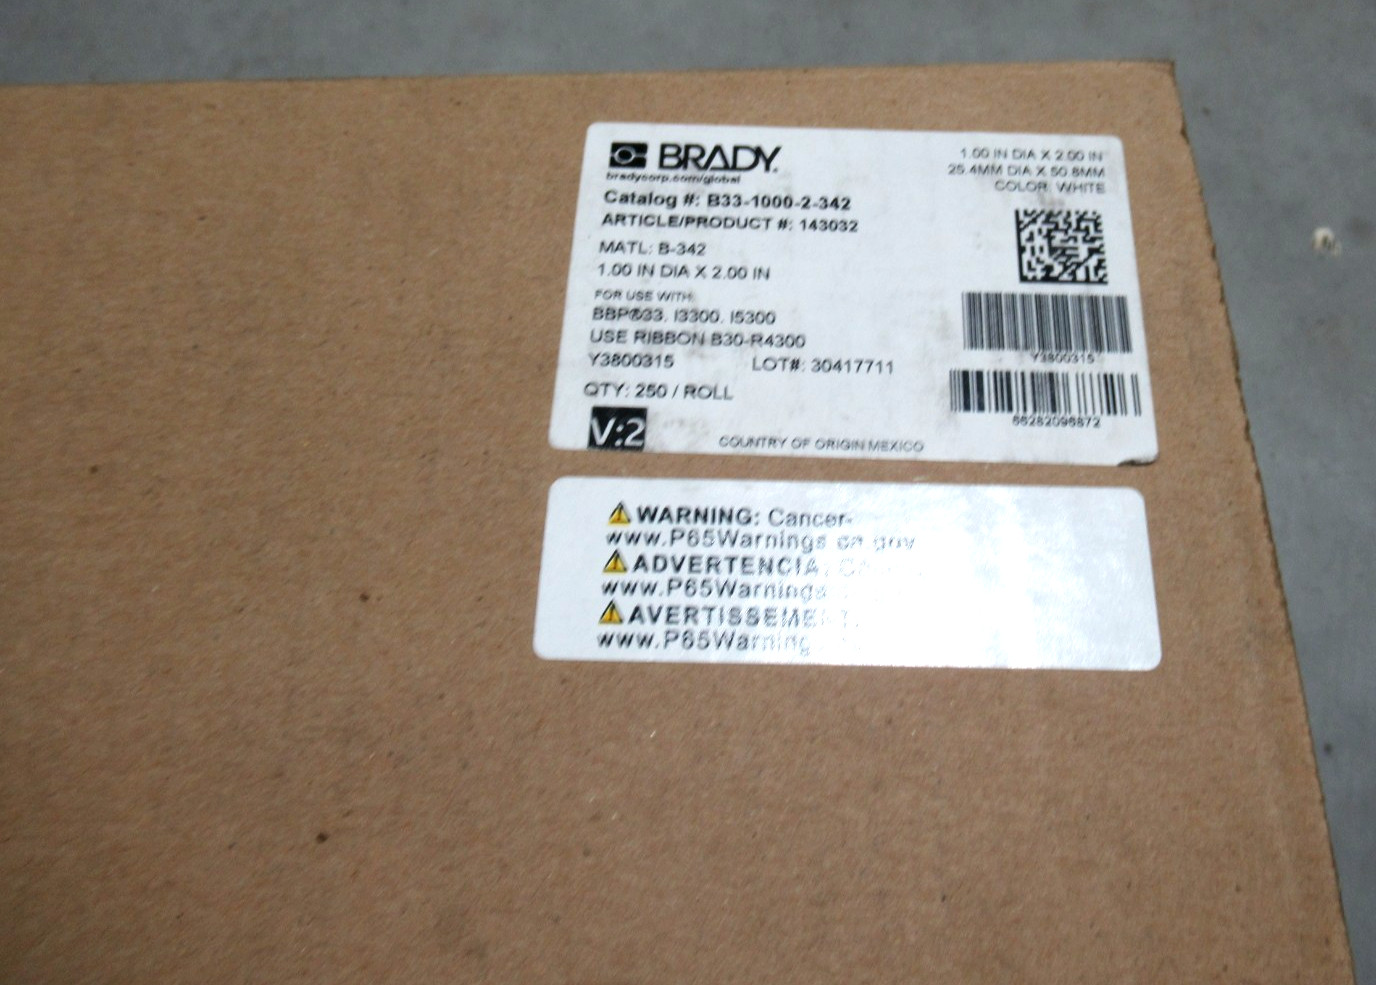 BRADY
bradycorp.com/global
Catalog #: B33-1000-2-342
ARTICLE/PRODUCT #: 143032
MATL: B-342
1.00 IN DIA X 2.00 IN
FOR USE WITH:
BBP®33, I3300, I5300
USE RIBBON B30-R4300
Y3800315 LOT#: 30417711
QTY: 250 / ROLL
V:2
COUNTRY OF ORIGIN MEXICO
1.00 IN DIA X 2.00 IN
25.4MM DIA X 50.8MM
COLOR: WHITE
Y3800315
66282096872
WARNING: Cancer-
www.P65Warnings.ca.gov
ADVERTENCIA:
www.P65Warnings
AVERTISSEMENT:
www.P65Warning